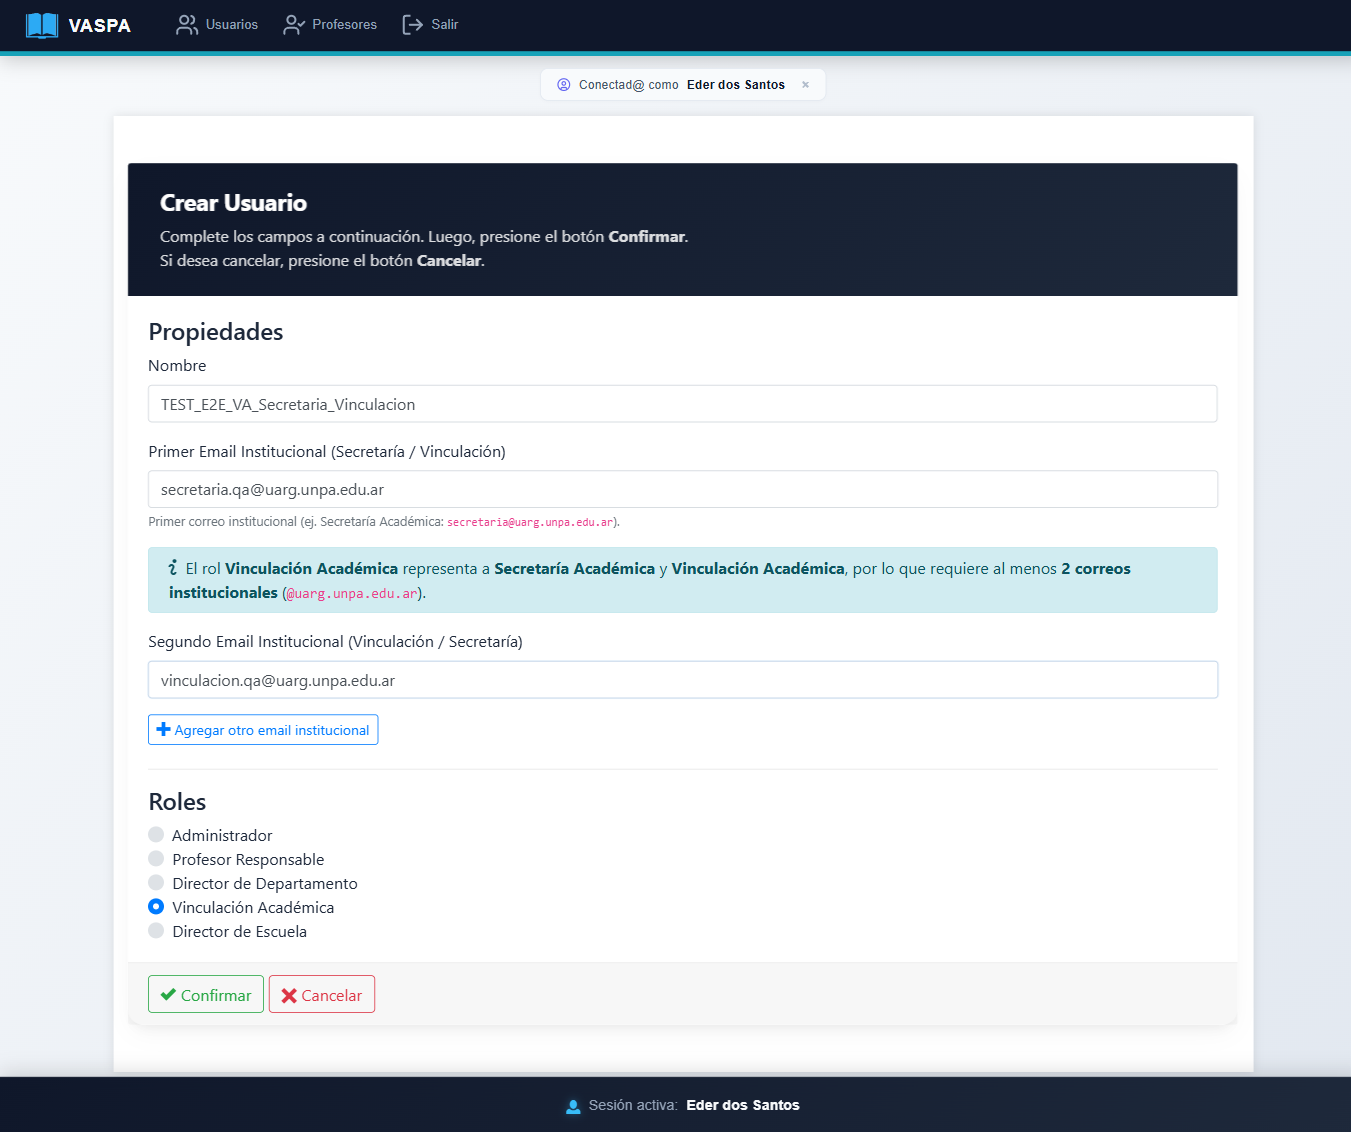 VASPA
Usuarios
Profesores
Salir
Conectad@ como Eder dos Santos ×
Crear Usuario
Complete los campos a continuación. Luego, presione el botón Confirmar.
Si desea cancelar, presione el botón Cancelar.
Propiedades
Nombre
TEST_E2E_VA_Secretaria_Vinculacion
Primer Email Institucional (Secretaría / Vinculación)
secretaria.qa@uarg.unpa.edu.ar
Primer correo institucional (ej. Secretaría Académica: secretaria@uarg.unpa.edu.ar).
El rol Vinculación Académica representa a Secretaría Académica y Vinculación Académica, por lo que requiere al menos 2 correos
institucionales (@uarg.unpa.edu.ar).
Segundo Email Institucional (Vinculación / Secretaría)
vinculacion.qa@uarg.unpa.edu.ar
Agregar otro email institucional
Roles
Administrador
Profesor Responsable
Director de Departamento
Vinculación Académica
Director de Escuela
Confirmar
Cancelar
Sesión activa: Eder dos Santos